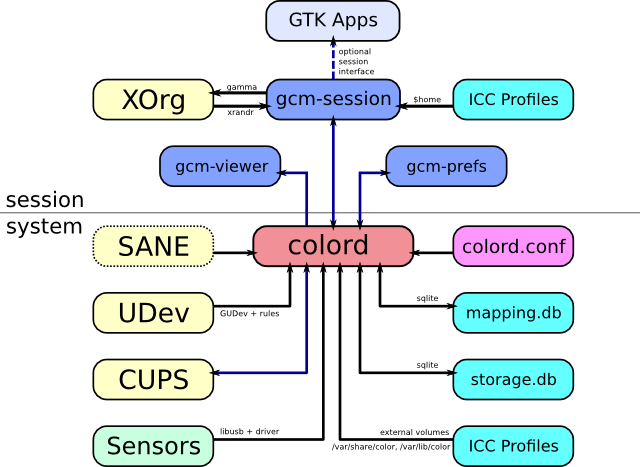 GTK Apps
optional
session
interface
XOrg
gamma
xrandr
gcm-session
$home
ICC Profiles
gcm-viewer
gcm-prefs
session
system
SANE
colord
colord.conf
UDev
GUDev + rules
sqlite
mapping.db
CUPS
sqlite
storage.db
Sensors
libusb + driver
external volumes
/var/share/color, /var/lib/color
ICC Profiles